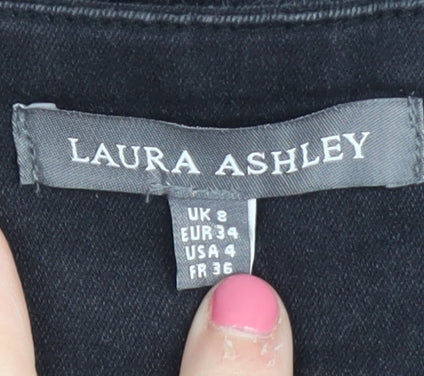 LAURA ASHLEY
UK 8
EUR 34
USA 4
FR 36